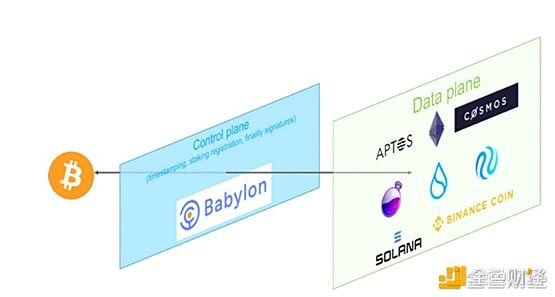 Control plane
(timestamping, staking registration, finality signatures)
Babylon
Data plane
APTOS
COSMOS
SOLANA
BINANCE COIN
金色财经